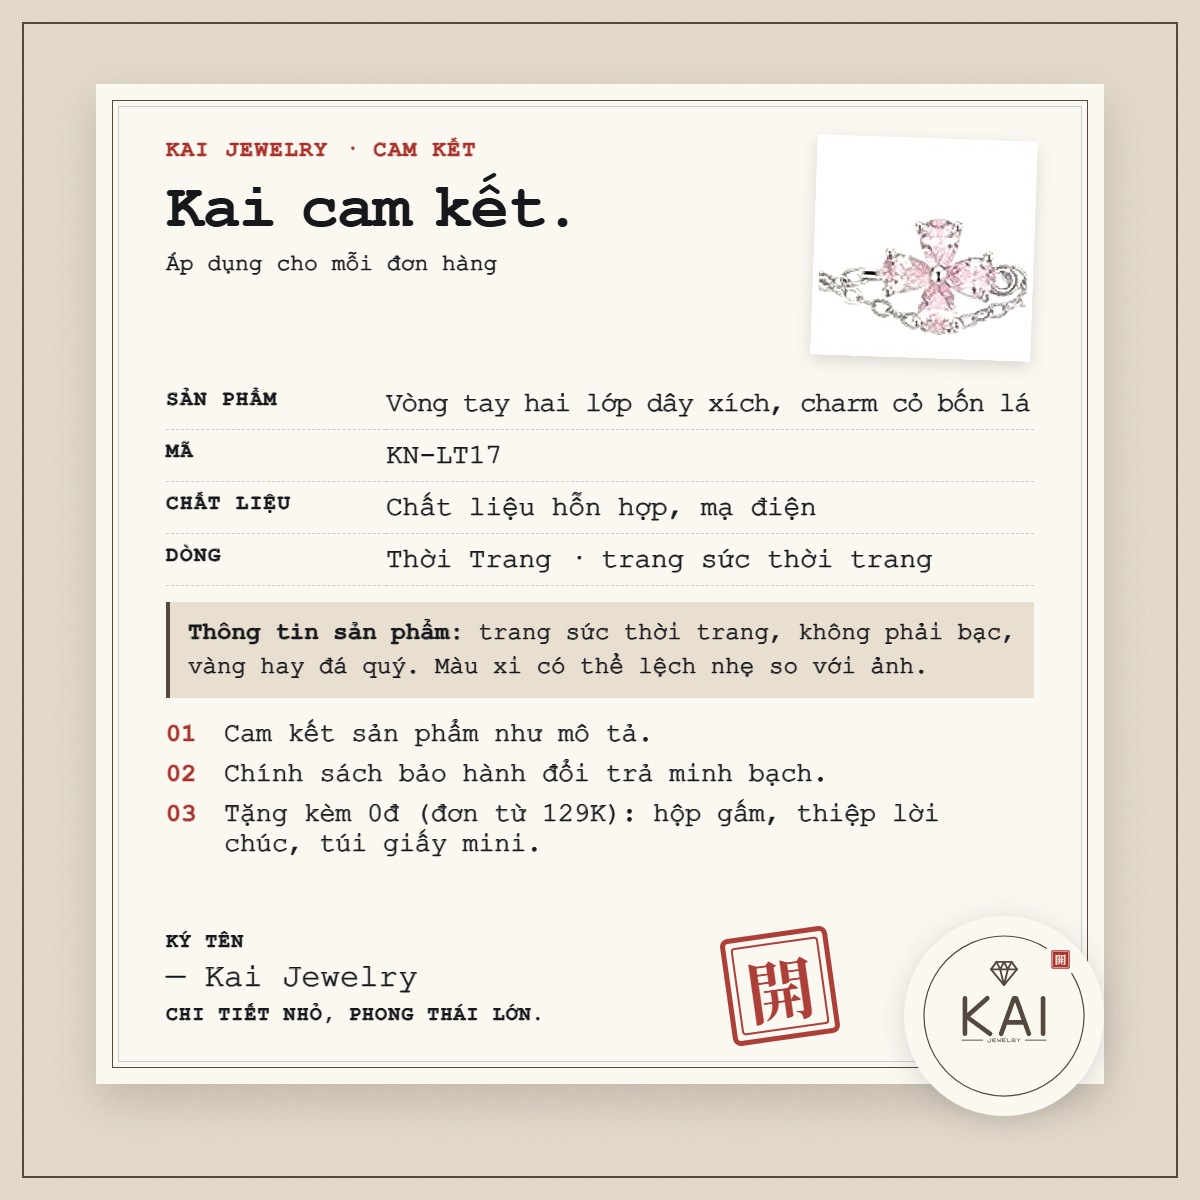 KAI JEWELRY · CAM KẾT
Kai cam kết.
Áp dụng cho mỗi đơn hàng
SẢN PHẨM Vòng tay hai lớp dây xích, charm cỏ bốn lá
MÃ KN-LT17
CHẤT LIỆU Chất liệu hỗn hợp, mạ điện
DÒNG Thời Trang · trang sức thời trang
Thông tin sản phẩm: trang sức thời trang, không phải bạc,
vàng hay đá quý. Màu xi có thể lệch nhẹ so với ảnh.
01 Cam kết sản phẩm như mô tả.
02 Chính sách bảo hành đổi trả minh bạch.
03 Tặng kèm 0đ (đơn từ 129K): hộp gấm, thiệp lời
chúc, túi giấy mini.
KÝ TÊN
— Kai Jewelry
CHI TIẾT NHỎ, PHONG THÁI LỚN.
開
開
KAI
JEWELRY